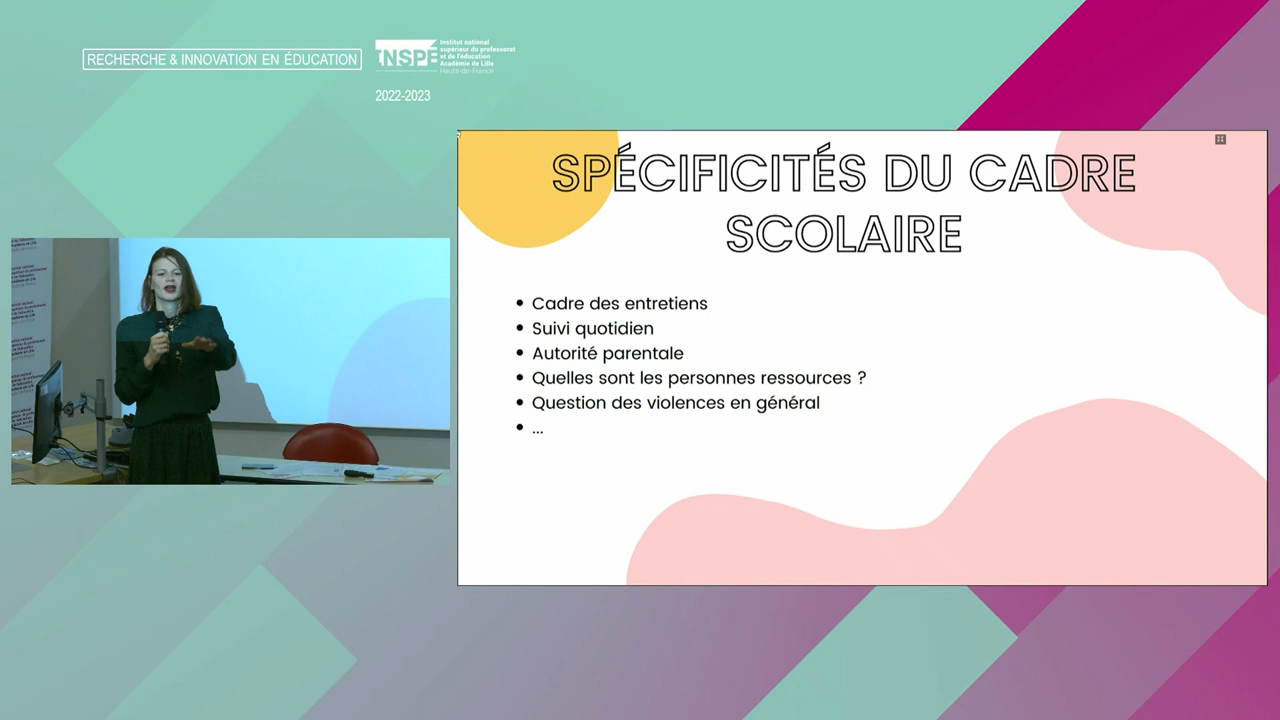 RECHERCHE & INNOVATION EN ÉDUCATION
INSPÉ
Institut national
supérieur du professorat
et de l'éducation
Académie de Lille
Hauts-de-France
2022-2023
SPÉCIFICITÉS DU CADRE
SCOLAIRE
• Cadre des entretiens
• Suivi quotidien
• Autorité parentale
• Quelles sont les personnes ressources ?
• Question des violences en général
• ...